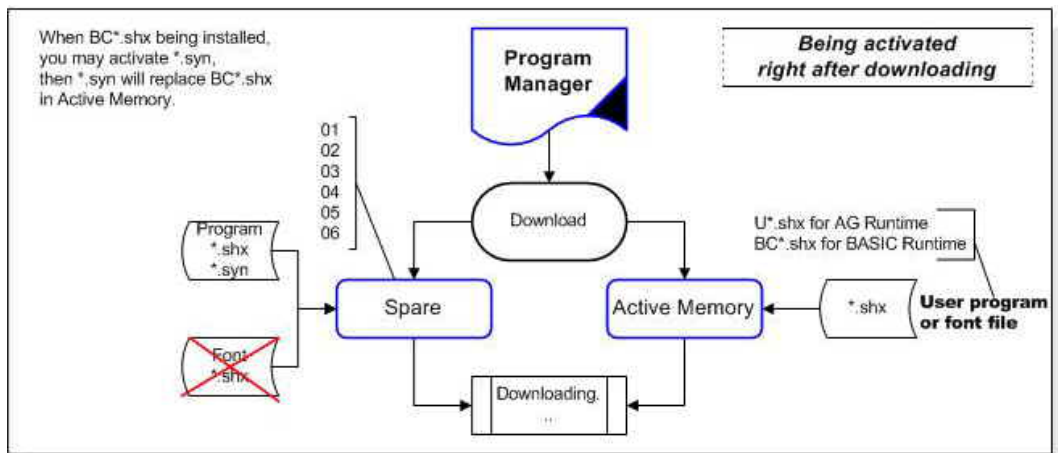 When BC*.shx being installed,
you may activate *.syn,
then *.syn will replace BC*.shx
in Active Memory.
Program
Manager
Being activated
right after downloading
01
02
03
04
05
06
Download
Program
*.shx
*.syn
U*.shx for AG Runtime
BC*.shx for BASIC Runtime
Spare
Active Memory
*.shx
User program
or font file
Font
*.shx
Downloading.
..